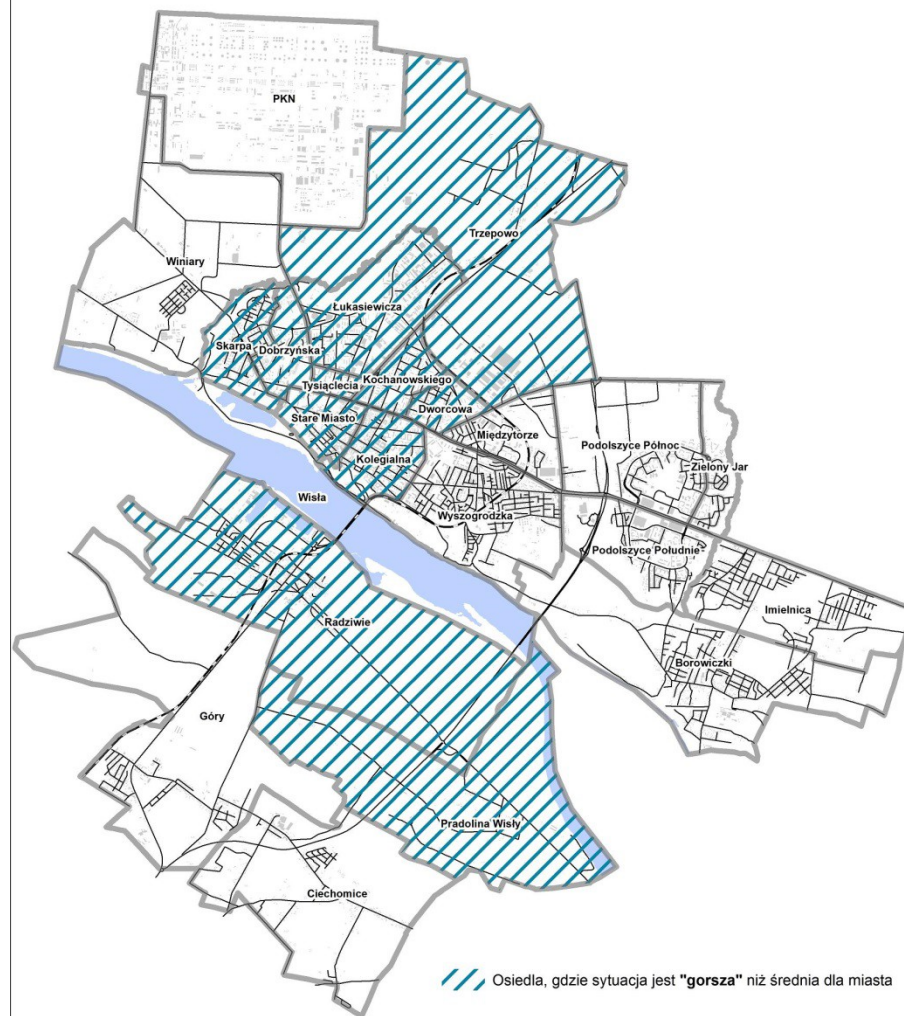 PKN
Trzepowo
Winiary
Łukasiewicza
Skarpa
Dobrzyńska
Tysiąclecia
Kochanowskiego
Stare Miasto
Dworcowa
Międzytorze
Podolszyce Północ
Kolegialna
Zielony Jar
Wisła
Wyszogrodzka
Podolszyce Południe
Imielnica
Radziwie
Borowiczki
Góry
Pradolina Wisły
Ciechomice
Osiedla, gdzie sytuacja jest "gorsza" niż średnia dla miasta